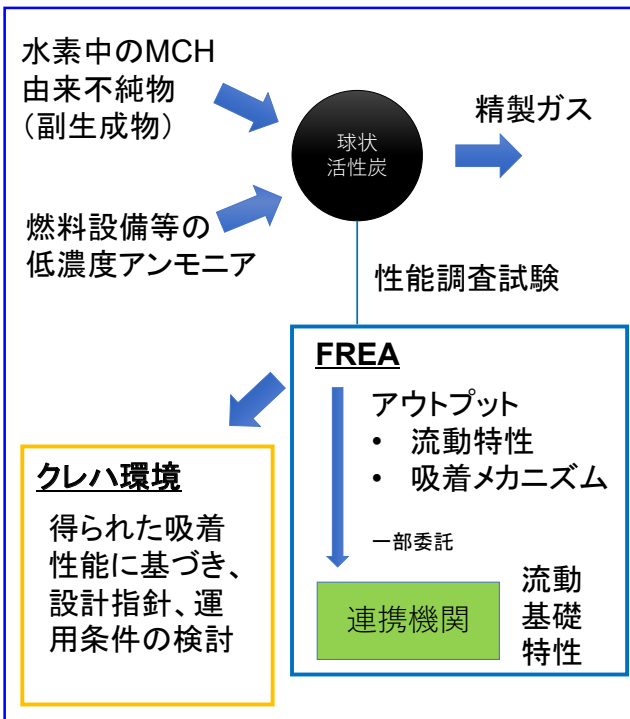 水素中のMCH
由来不純物
(副生成物)
燃料設備等の
低濃度アンモニア
球状
活性炭
精製ガス
性能調査試験
FREA
アウトプット
• 流動特性
• 吸着メカニズム
一部委託
連携機関
流動
基礎
特性
クレハ環境
得られた吸着
性能に基づき、
設計指針、運
用条件の検討